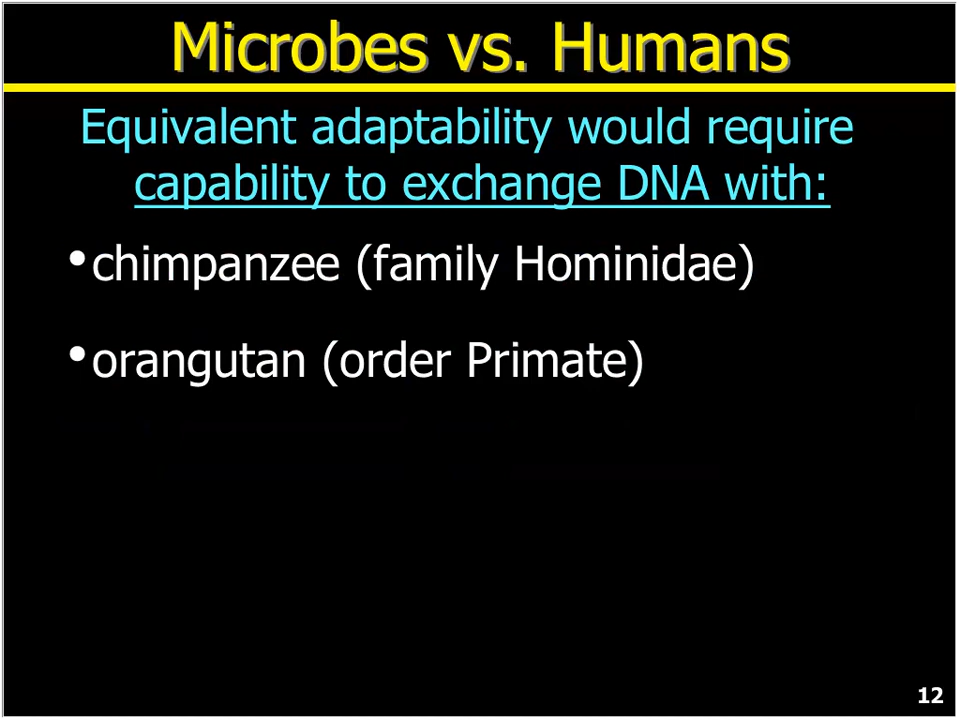 Microbes vs. Humans
Equivalent adaptability would require
capability to exchange DNA with:
•chimpanzee (family Hominidae)
•orangutan (order Primate)
12